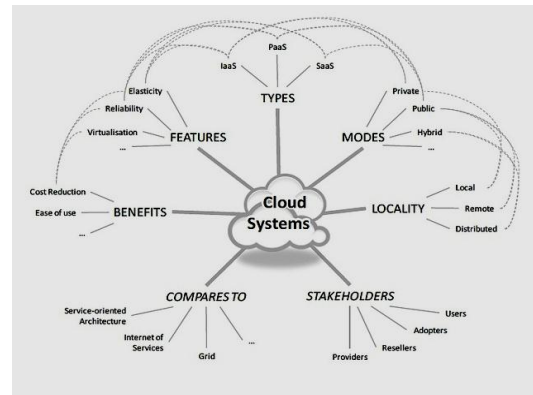 PaaS
IaaS
SaaS
TYPES
Elasticity
Reliability
Virtualisation
...
FEATURES
Private
Public
Hybrid
...
MODES
Cloud
Systems
Cost Reduction
Ease of use
...
BENEFITS
LOCALITY
Local
Remote
Distributed
COMPARES TO
Service-oriented
Architecture
Internet of
Services
Grid
...
STAKEHOLDERS
Users
Adopters
Resellers
Providers